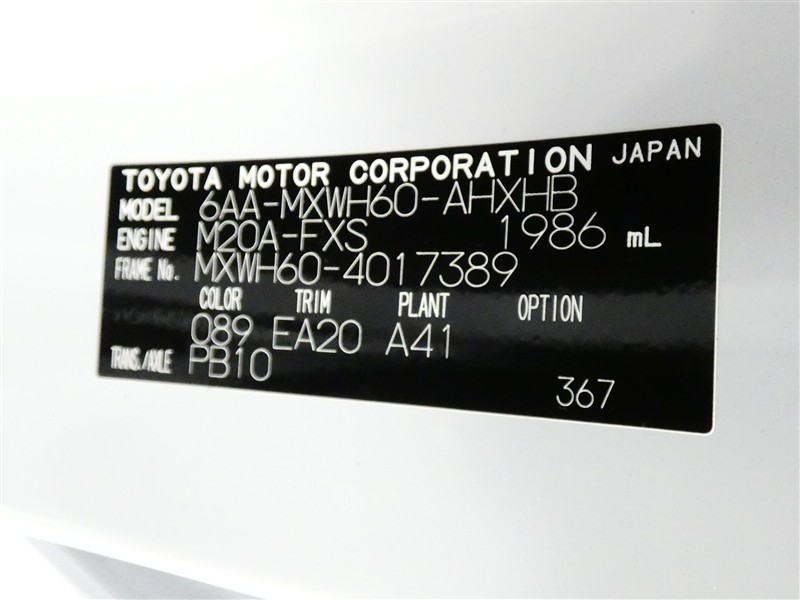 TOYOTA MOTOR CORPORATION JAPAN
MODEL 6AA-MXWH60-AHXHB
ENGINE M20A-FXS 1986 mL
FRAME No. MXWH60-4017389
COLOR TRIM PLANT OPTION
089 EA20 A41
TRANS./AXLE PB10
367